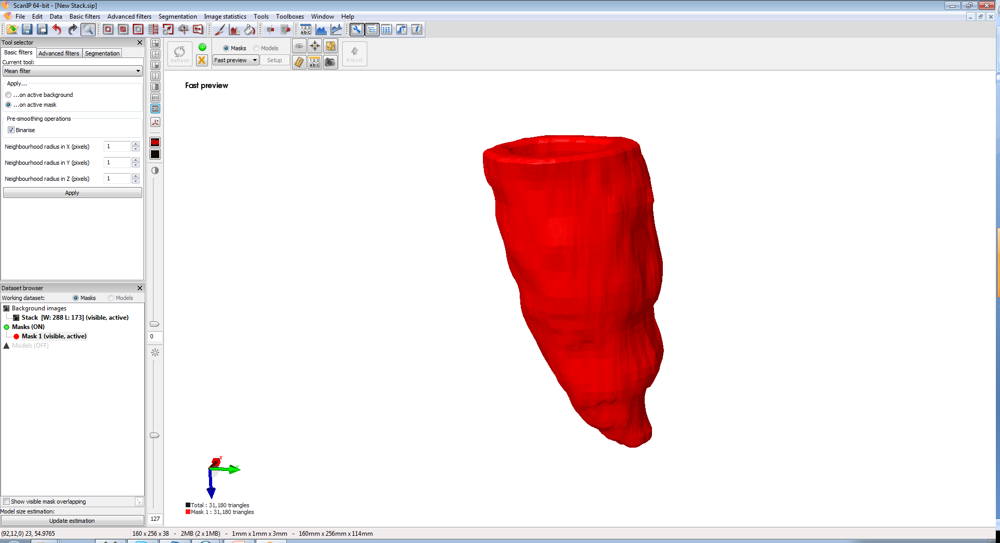 ScanIP 64-bit - [New Stack.sip]
File Edit Data Basic filters Advanced filters Segmentation Image statistics Tools Toolboxes Window Help
Tool selector
Basic filters Advanced filters Segmentation
Current tool:
Mean filter
Apply...
...on active background
...on active mask
Pre-smoothing operations
Binarise
Neighbourhood radius in X (pixels) 1
Neighbourhood radius in Y (pixels) 1
Neighbourhood radius in Z (pixels) 1
Apply
Dataset browser
Working dataset: Masks Models
Background images
Stack [W: 288 L: 173] (visible, active)
Masks (ON)
Mask 1 (visible, active)
Models (OFF)
Show visible mask overlapping
Model size estimation:
Update estimation
2D
3D
0
127
Refresh
Masks Models
Fast preview Setup
123
abc
Export
Fast preview
X
Total : 31,180 triangles
Mask 1 : 31,180 triangles
(92,12,0) 23, 54.9765 160 x 256 x 38 - 2MB (2 x 1MB) - 1mm x 1mm x 3mm - 160mm x 256mm x 114mm